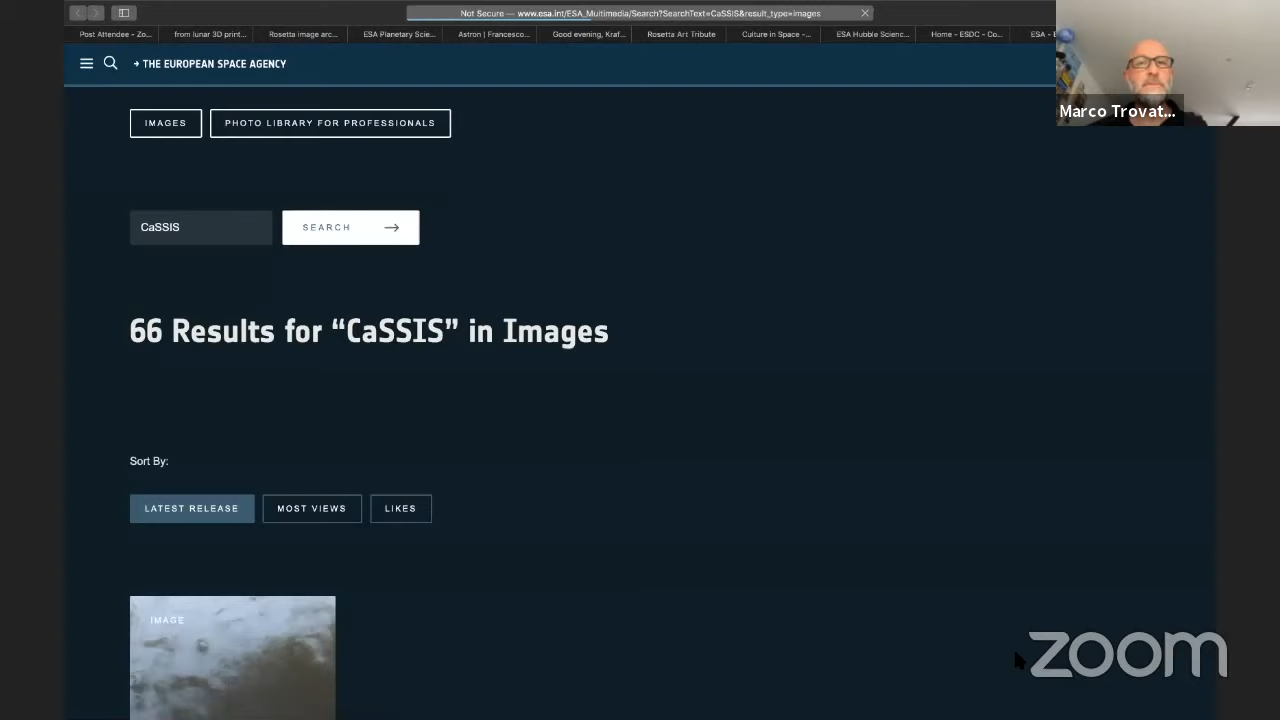 Not Secure — www.esa.int/ESA_Multimedia/Search?SearchText=CaSSIS&result_type=images
Post Attendee - Zo...
from lunar 3D print...
Rosetta image arc...
ESA Planetary Scie...
Astron | Francesco...
Good evening, Kraf...
Rosetta Art Tribute
Culture in Space -...
ESA Hubble Scienc...
Home - ESDC - Co...
ESA - E
→ THE EUROPEAN SPACE AGENCY
Marco Trovat...
IMAGES
PHOTO LIBRARY FOR PROFESSIONALS
CaSSIS
SEARCH →
66 Results for “CaSSIS” in Images
Sort By:
LATEST RELEASE
MOST VIEWS
LIKES
IMAGE
zoom